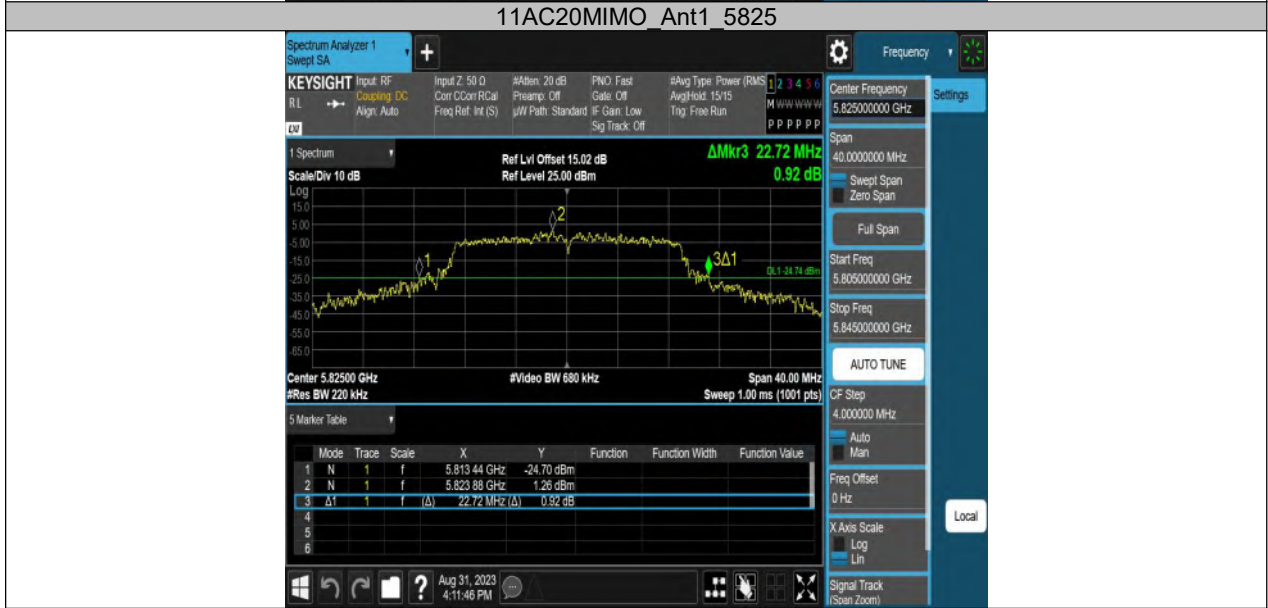 11AC20MIMO_Ant1_5825
Spectrum Analyzer 1
Swept SA
Frequency
KEYSIGHT Input: RF
Coupling: DC
Align: Auto
RL
Input Z: 50 Ω
Corr CCorr RCal
Freq Ref: Int (S)
#Atten: 20 dB
Preamp: Off
µW Path: Standard
PNO: Fast
Gate: Off
IF Gain: Low
Sig Track: Off
#Avg Type: Power (RMS
Avg|Hold: 15/15
Trig: Free Run
1 2 3 4 5 6
M W W W W W
P P P P P P
Center Frequency
5.825000000 GHz
Settings
Span
40.0000000 MHz
Swept Span
Zero Span
Full Span
Start Freq
5.805000000 GHz
Stop Freq
5.845000000 GHz
AUTO TUNE
CF Step
4.000000 MHz
Auto
Man
Freq Offset
0 Hz
X Axis Scale
Log
Lin
Signal Track
(Span Zoom)
Local
1 Spectrum
Scale/Div 10 dB
Ref Lvl Offset 15.02 dB
Ref Level 25.00 dBm
ΔMkr3 22.72 MHz
0.92 dB
Log
15.0
5.00
-5.00
-15.0
-25.0
-35.0
-45.0
-55.0
-65.0
1
2
3Δ1
DL1 -24.74 dBm
Center 5.82500 GHz
#Video BW 680 kHz
Span 40.00 MHz
#Res BW 220 kHz
Sweep 1.00 ms (1001 pts)
5 Marker Table
Mode Trace Scale X Y Function Function Width Function Value
1 N 1 f 5.813 44 GHz -24.70 dBm
2 N 1 f 5.823 88 GHz 1.26 dBm
3 Δ1 1 f (Δ) 22.72 MHz (Δ) 0.92 dB
4
5
6
Aug 31, 2023
4:11:46 PM